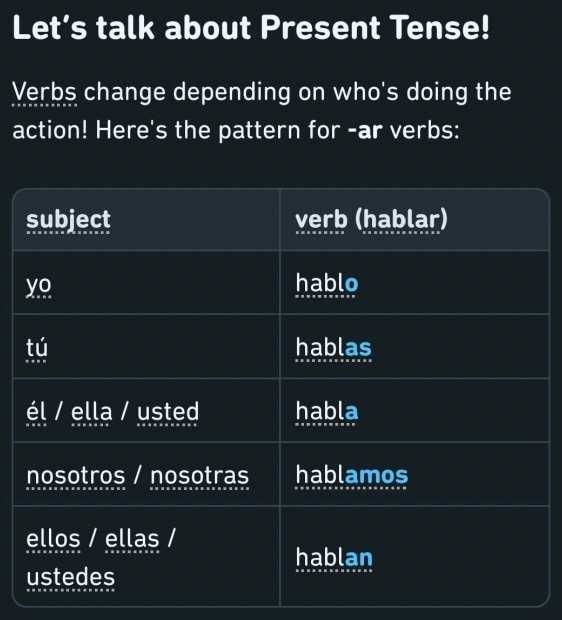 Let's talk about Present Tense!
Verbs change depending on who's doing the
action! Here's the pattern for -ar verbs:
subject verb (hablar)
yo hablo
tú hablas
él / ella / usted habla
nosotros / nosotras hablamos
ellos / ellas /
ustedes hablan